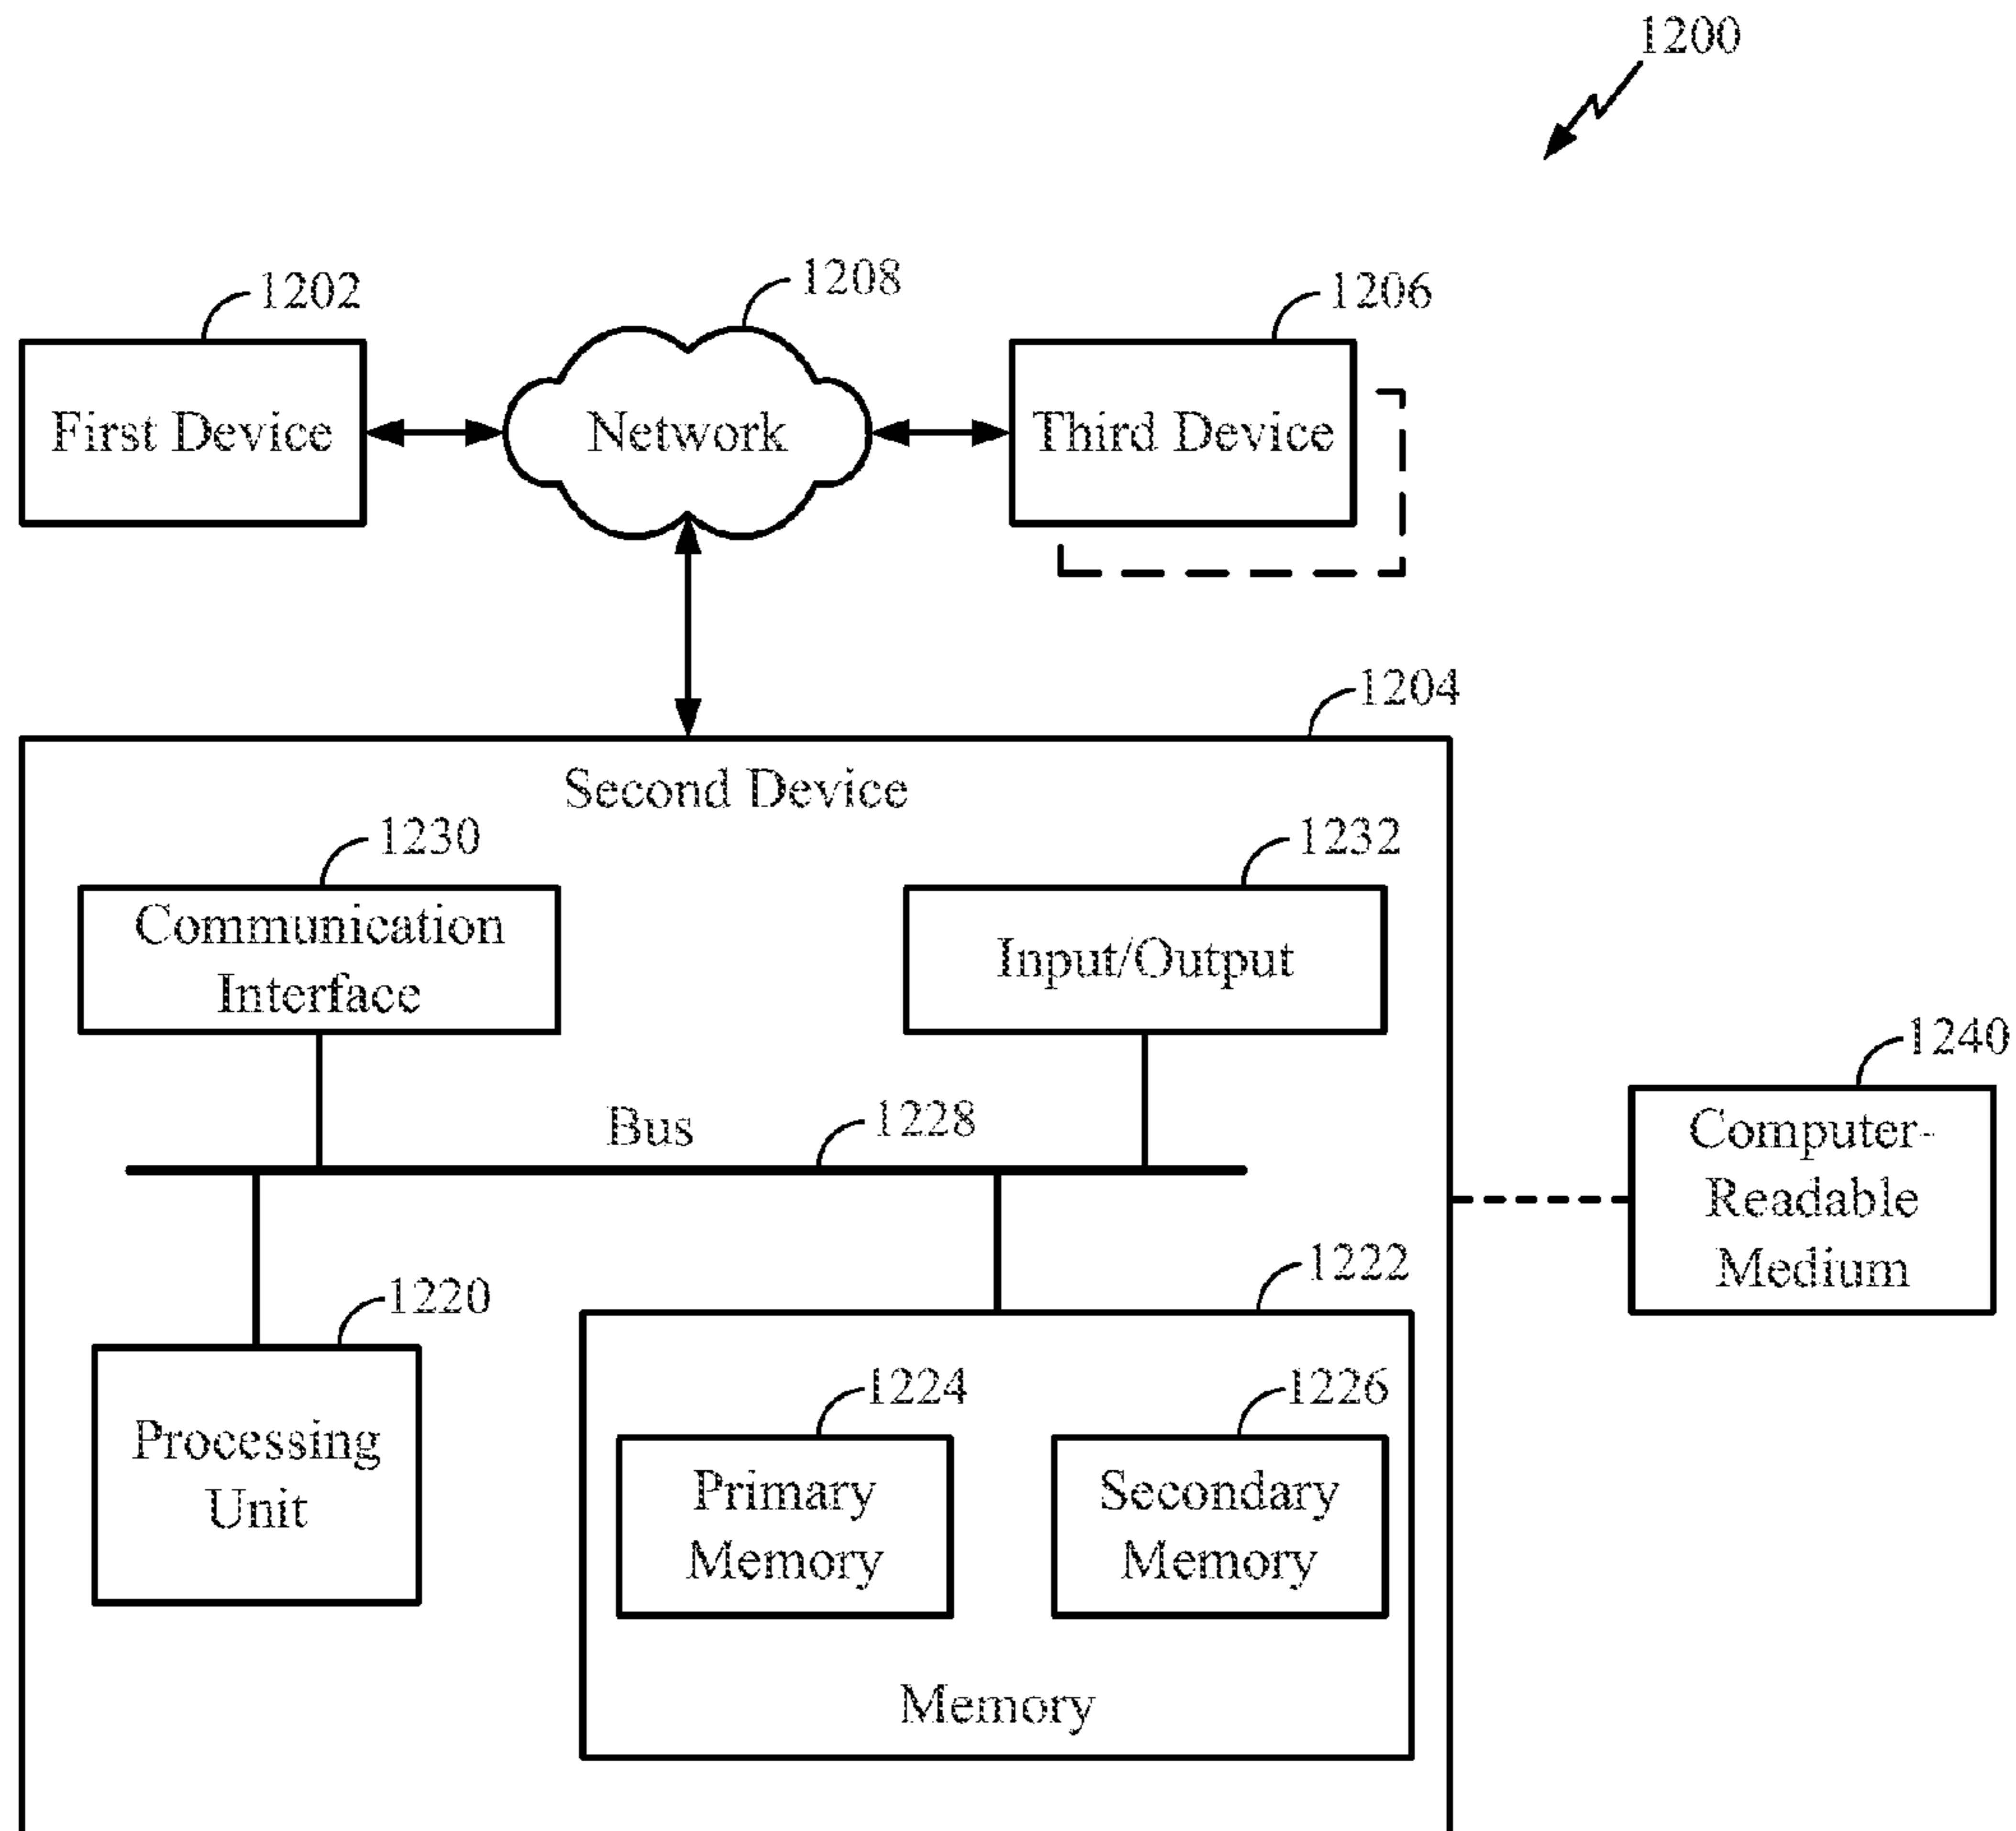 1200
1202
1208
1206
First Device
Network
Third Device
1204
Second Device
1230
1232
Communication
Interface
Input/Output
1240
Computer-
Readable
Medium
Bus
1228
1222
1220
Processing
Unit
1224
1226
Primary
Memory
Secondary
Memory
Memory